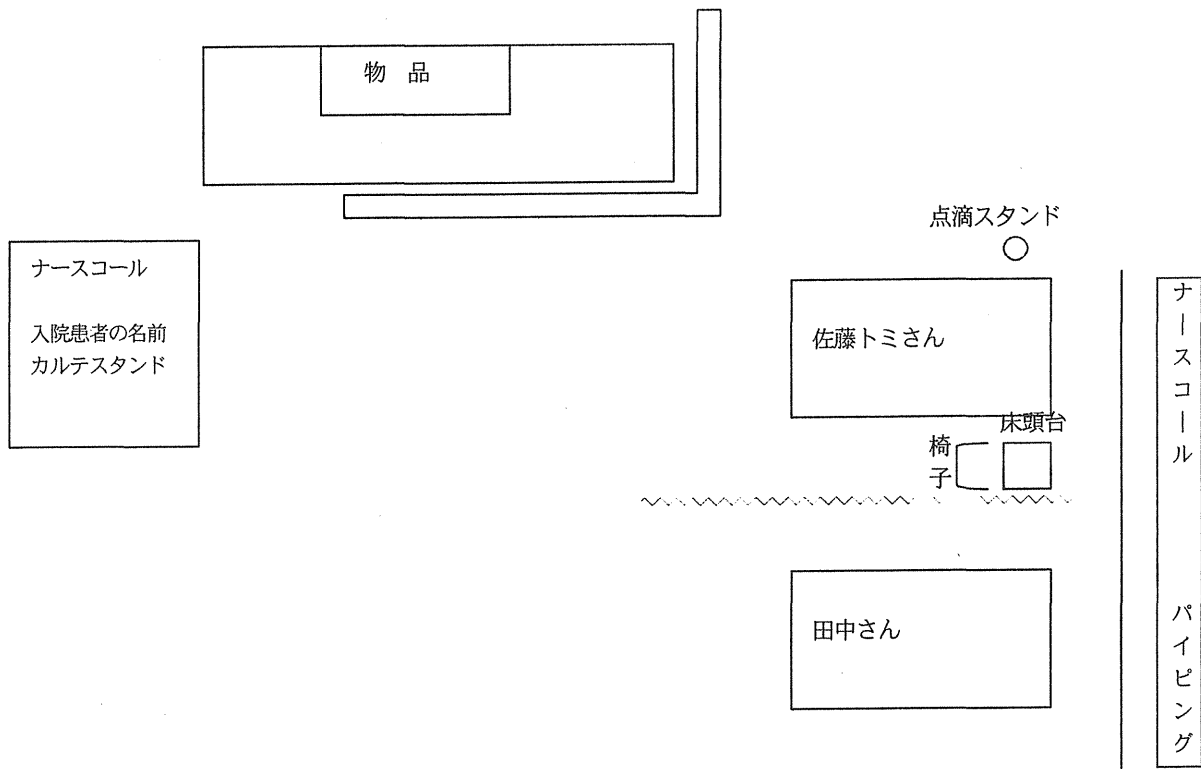 物 品
点滴スタンド
ナースコール
入院患者の名前
カルテスタンド
佐藤トミさん
床頭台
椅子
田中さん
ナースコール
パイピング